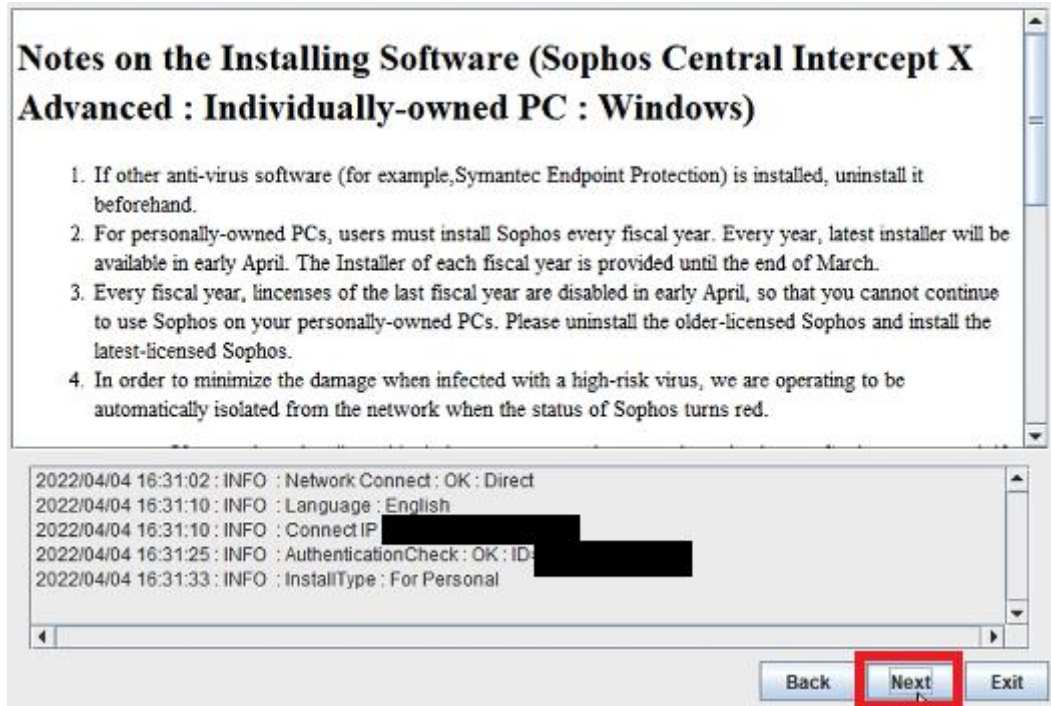 Notes on the Installing Software (Sophos Central Intercept X
Advanced : Individually-owned PC : Windows)
1. If other anti-virus software (for example,Symantec Endpoint Protection) is installed, uninstall it
beforehand.
2. For personally-owned PCs, users must install Sophos every fiscal year. Every year, latest installer will be
available in early April. The Installer of each fiscal year is provided until the end of March.
3. Every fiscal year, lincenses of the last fiscal year are disabled in early April, so that you cannot continue
to use Sophos on your personally-owned PCs. Please uninstall the older-licensed Sophos and install the
latest-licensed Sophos.
4. In order to minimize the damage when infected with a high-risk virus, we are operating to be
automatically isolated from the network when the status of Sophos turns red.
2022/04/04 16:31:02 : INFO : Network Connect : OK : Direct
2022/04/04 16:31:10 : INFO : Language : English
2022/04/04 16:31:10 : INFO : Connect IP
2022/04/04 16:31:25 : INFO : AuthenticationCheck : OK : ID=
2022/04/04 16:31:33 : INFO : InstallType : For Personal
Back Next Exit